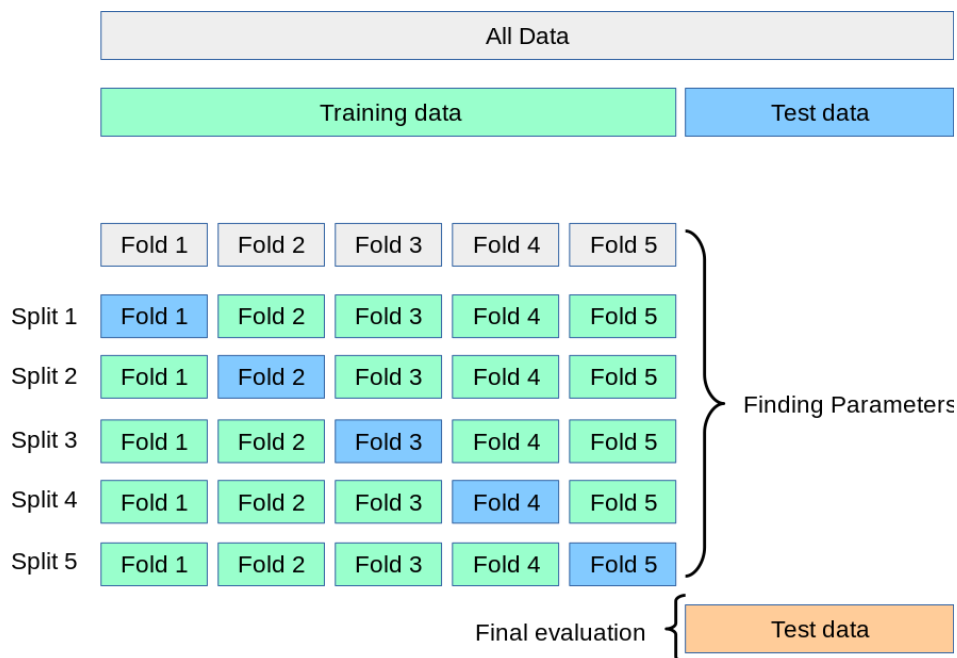 All Data
Training data Test data
Fold 1 Fold 2 Fold 3 Fold 4 Fold 5
Split 1 Fold 1 Fold 2 Fold 3 Fold 4 Fold 5
Split 2 Fold 1 Fold 2 Fold 3 Fold 4 Fold 5
Finding Parameters
Split 3 Fold 1 Fold 2 Fold 3 Fold 4 Fold 5
Split 4 Fold 1 Fold 2 Fold 3 Fold 4 Fold 5
Split 5 Fold 1 Fold 2 Fold 3 Fold 4 Fold 5
Final evaluation Test data